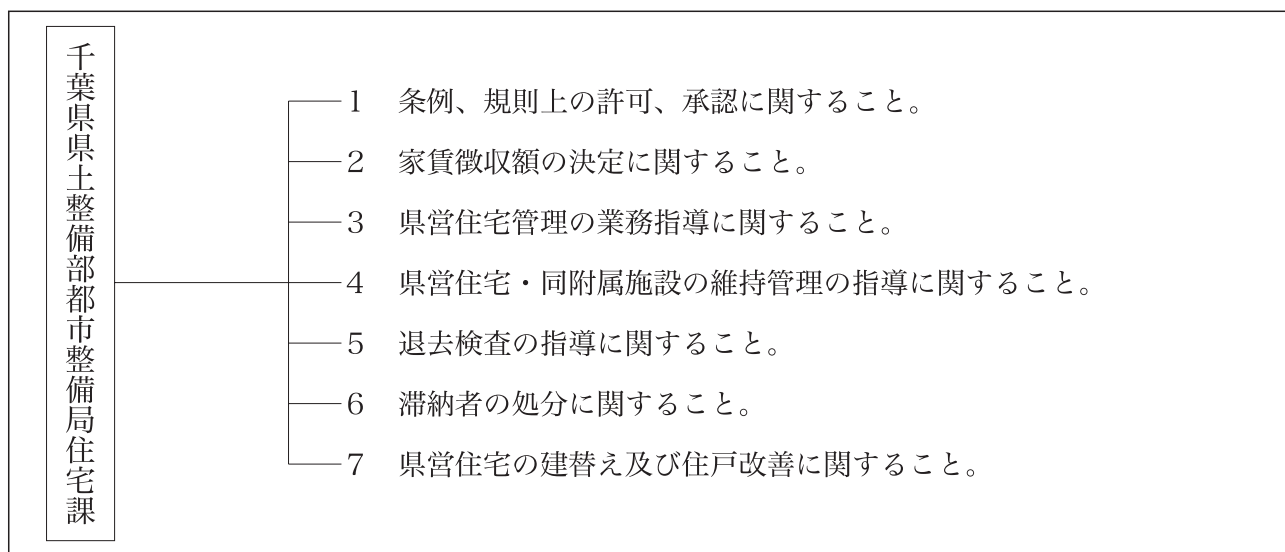 千葉県県土整備部都市整備局住宅課
1 条例、規則上の許可、承認に関すること。
2 家賃徴収額の決定に関すること。
3 県営住宅管理の業務指導に関すること。
4 県営住宅・同附属施設の維持管理の指導に関すること。
5 退去検査の指導に関すること。
6 滞納者の処分に関すること。
7 県営住宅の建替え及び住戸改善に関すること。